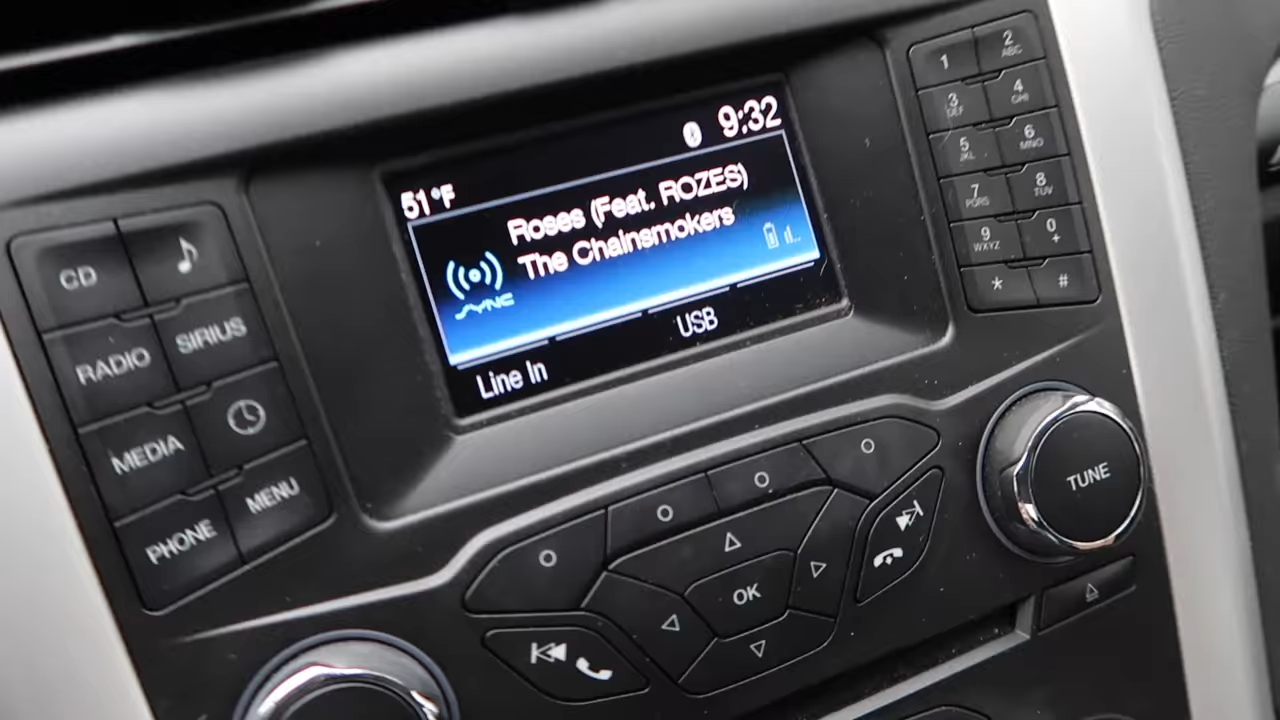 9:32
51°F
Roses (Feat. ROZES)
The Chainsmokers
SYNC
USB
Line In
CD
RADIO
SIRIUS
MEDIA
PHONE
MENU
1
2
ABC
3
DEF
4
GHI
5
JKL
6
MNO
7
PQRS
8
TUV
9
WXYZ
0
+
*
#
TUNE
OK